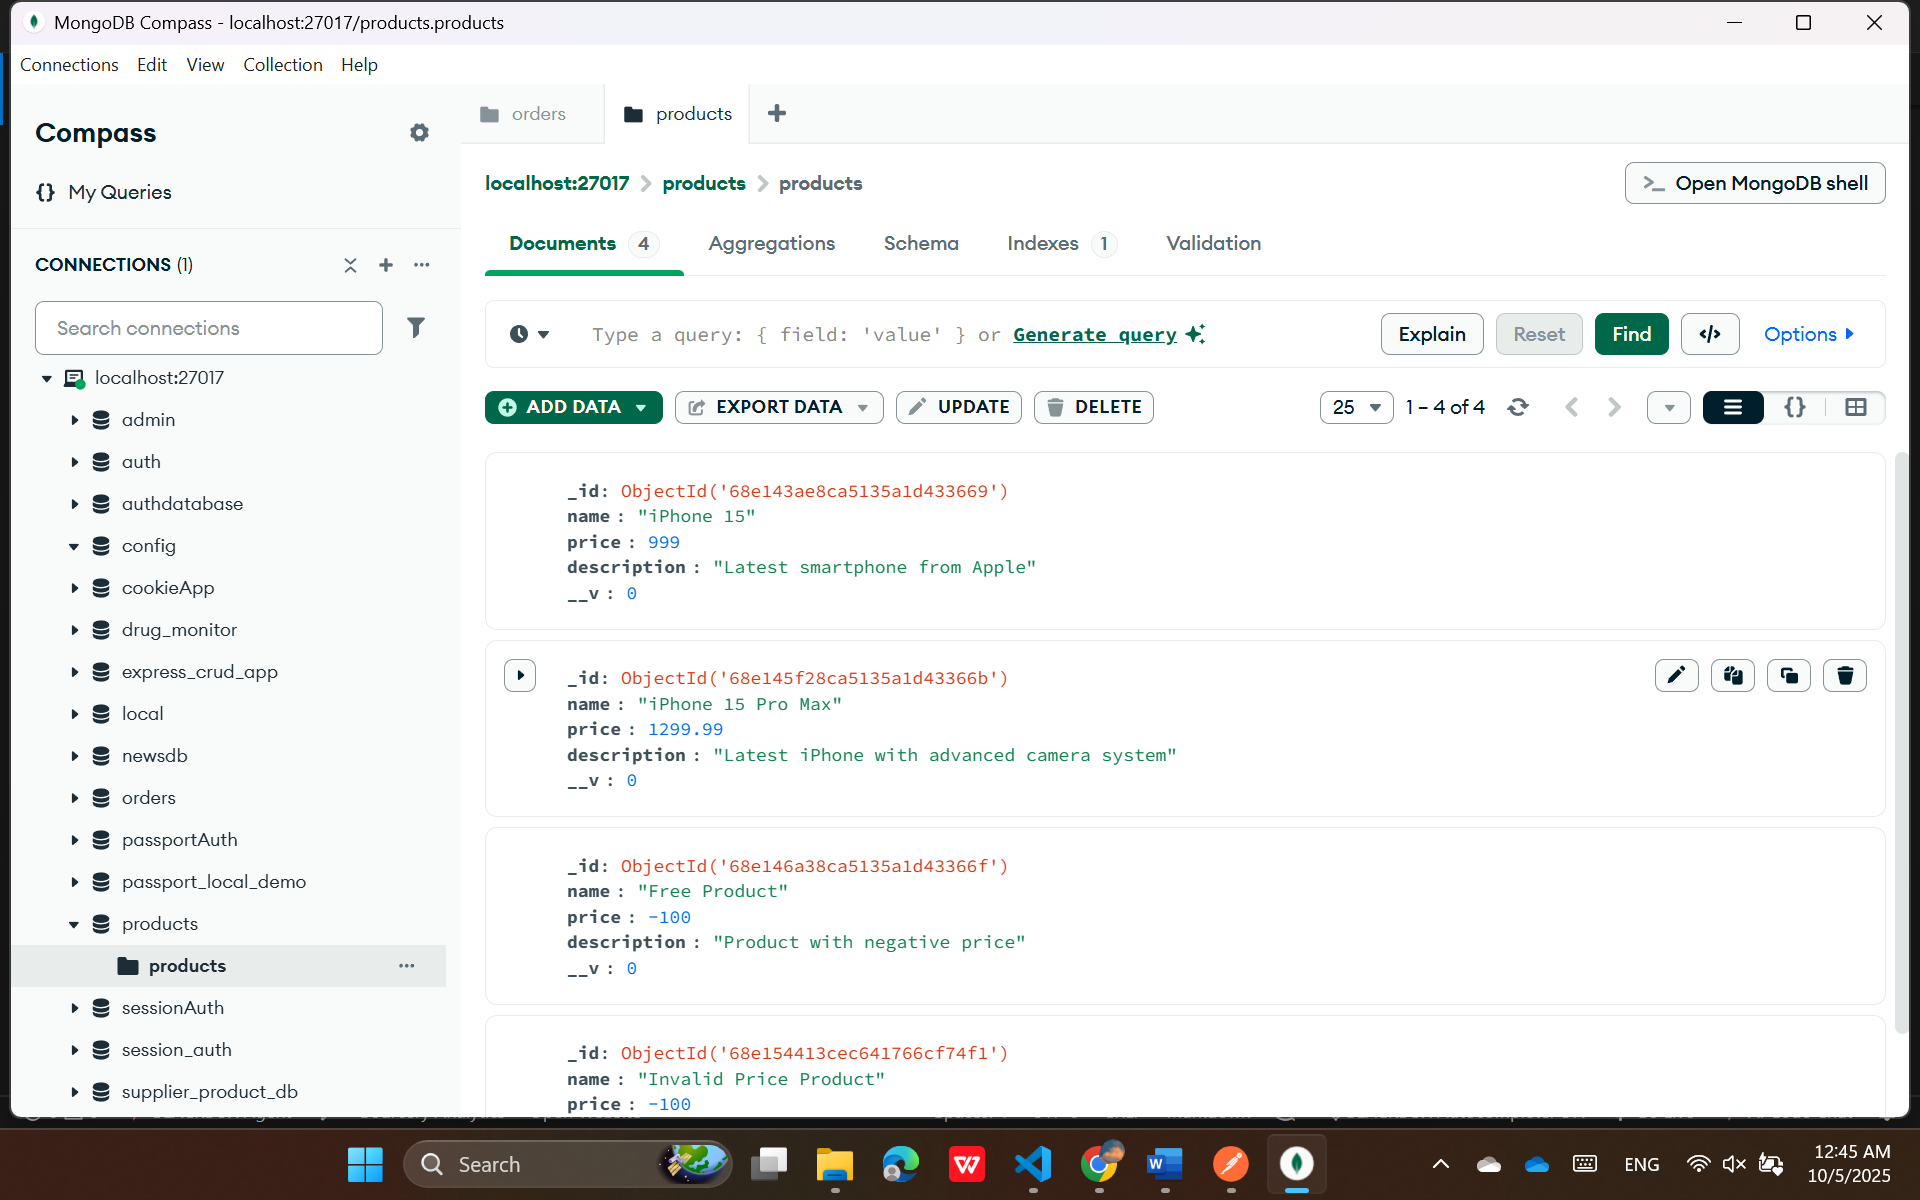 MongoDB Compass - localhost:27017/products.products
Connections Edit View Collection Help
Compass
My Queries
CONNECTIONS (1)
Search connections
localhost:27017
admin
auth
authdatabase
config
cookieApp
drug_monitor
express_crud_app
local
newsdb
orders
passportAuth
passport_local_demo
products
products
sessionAuth
session_auth
supplier_product_db
orders
products
localhost:27017 > products > products
Open MongoDB shell
Documents 4 Aggregations Schema Indexes 1 Validation
Type a query: { field: 'value' } or Generate query
Explain Reset Find </> Options
ADD DATA EXPORT DATA UPDATE DELETE
25 1 – 4 of 4 {}
_id: ObjectId('68e143ae8ca5135a1d433669')
name : "iPhone 15"
price : 999
description : "Latest smartphone from Apple"
__v : 0
_id: ObjectId('68e145f28ca5135a1d43366b')
name : "iPhone 15 Pro Max"
price : 1299.99
description : "Latest iPhone with advanced camera system"
__v : 0
_id: ObjectId('68e146a38ca5135a1d43366f')
name : "Free Product"
price : -100
description : "Product with negative price"
__v : 0
_id: ObjectId('68e154413cec641766cf74f1')
name : "Invalid Price Product"
price : -100
Search
ENG
12:45 AM
10/5/2025